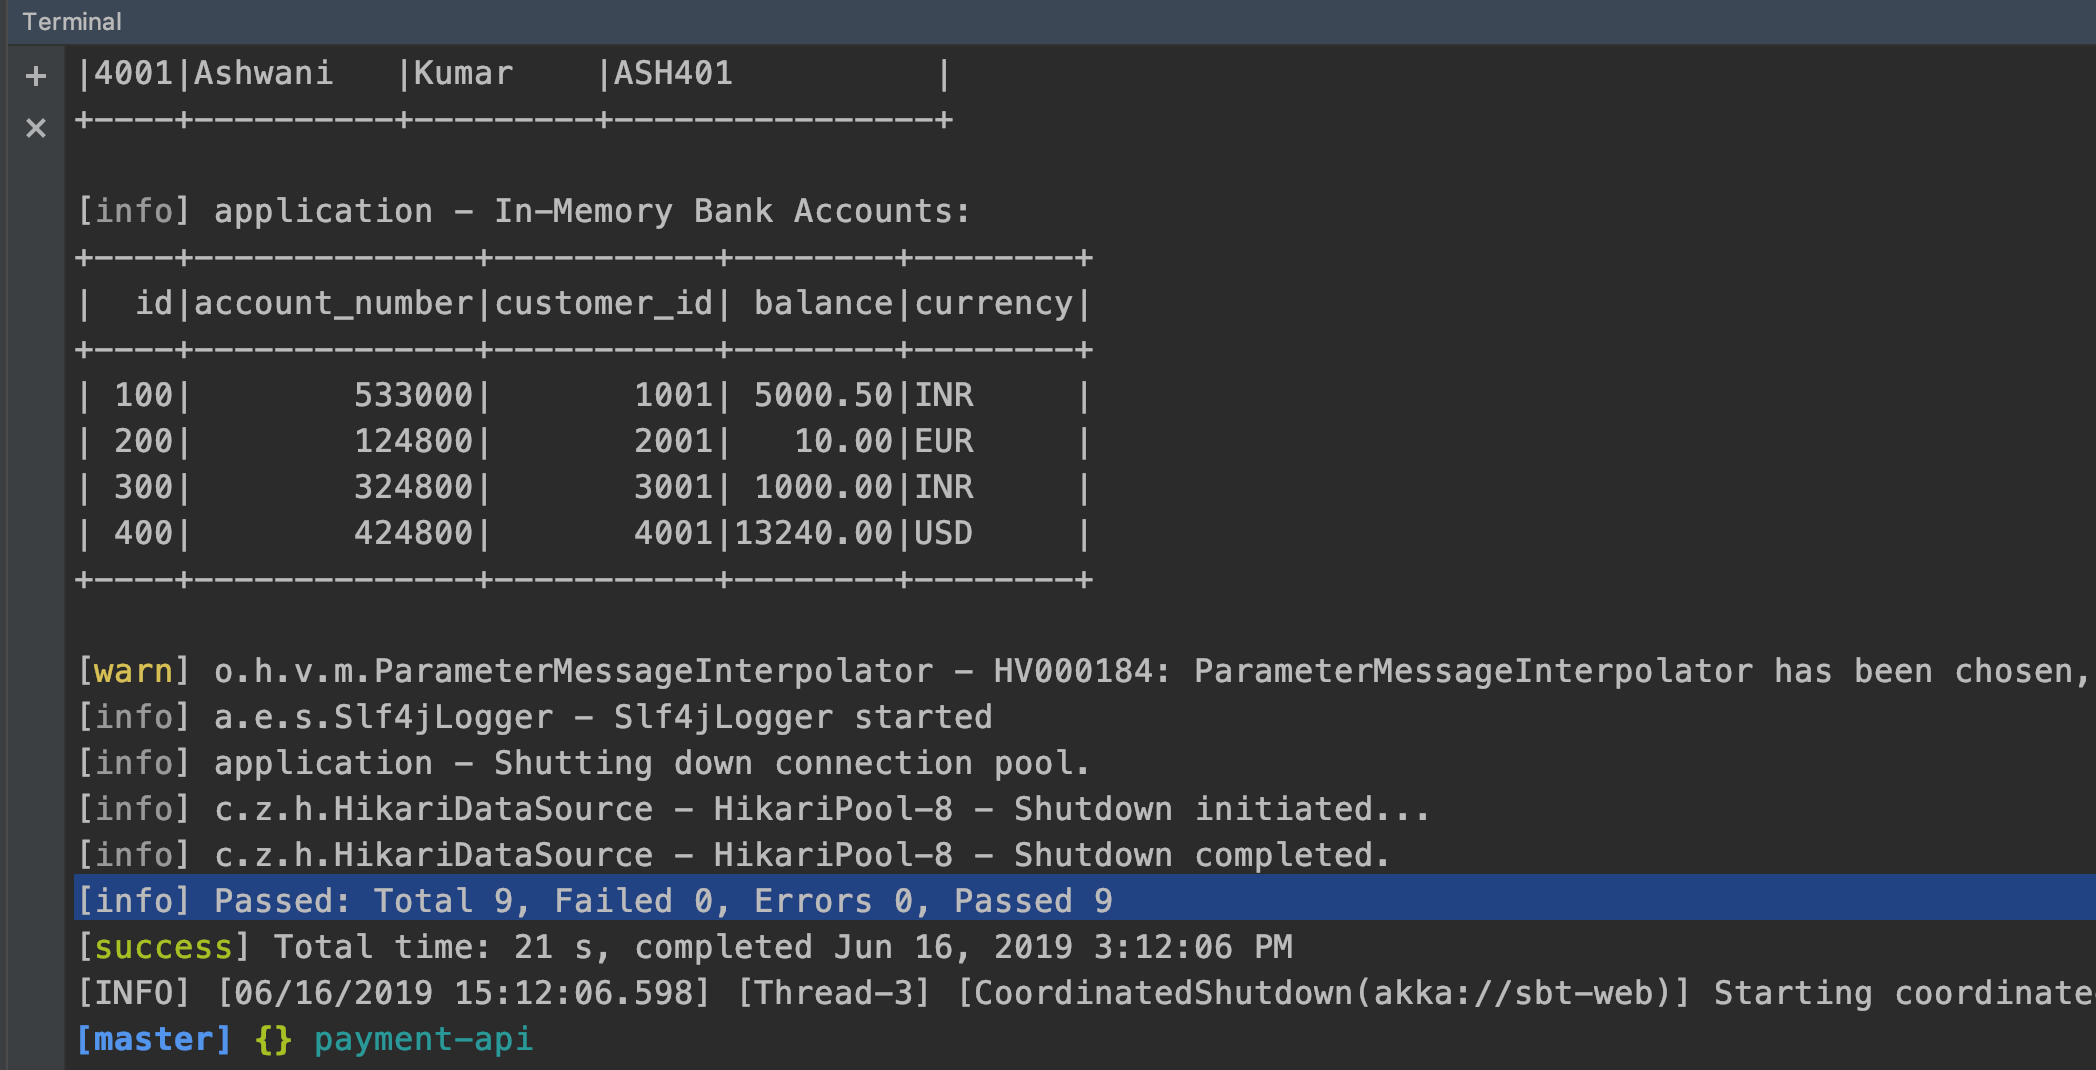 Terminal
|4001|Ashwani   |Kumar    |ASH401          |
+----+----------+---------+----------------+
[info] application - In-Memory Bank Accounts:
+----+--------------+-----------+--------+--------+
|  id|account_number|customer_id| balance|currency|
+----+--------------+-----------+--------+--------+
| 100|        533000|       1001| 5000.50|INR     |
| 200|        124800|       2001|   10.00|EUR     |
| 300|        324800|       3001| 1000.00|INR     |
| 400|        424800|       4001|13240.00|USD     |
+----+--------------+-----------+--------+--------+
[warn] o.h.v.m.ParameterMessageInterpolator - HV000184: ParameterMessageInterpolator has been chosen,
[info] a.e.s.Slf4jLogger - Slf4jLogger started
[info] application - Shutting down connection pool.
[info] c.z.h.HikariDataSource - HikariPool-8 - Shutdown initiated...
[info] c.z.h.HikariDataSource - HikariPool-8 - Shutdown completed.
[info] Passed: Total 9, Failed 0, Errors 0, Passed 9
[success] Total time: 21 s, completed Jun 16, 2019 3:12:06 PM
[INFO] [06/16/2019 15:12:06.598] [Thread-3] [CoordinatedShutdown(akka://sbt-web)] Starting coordinate
[master] {} payment-api